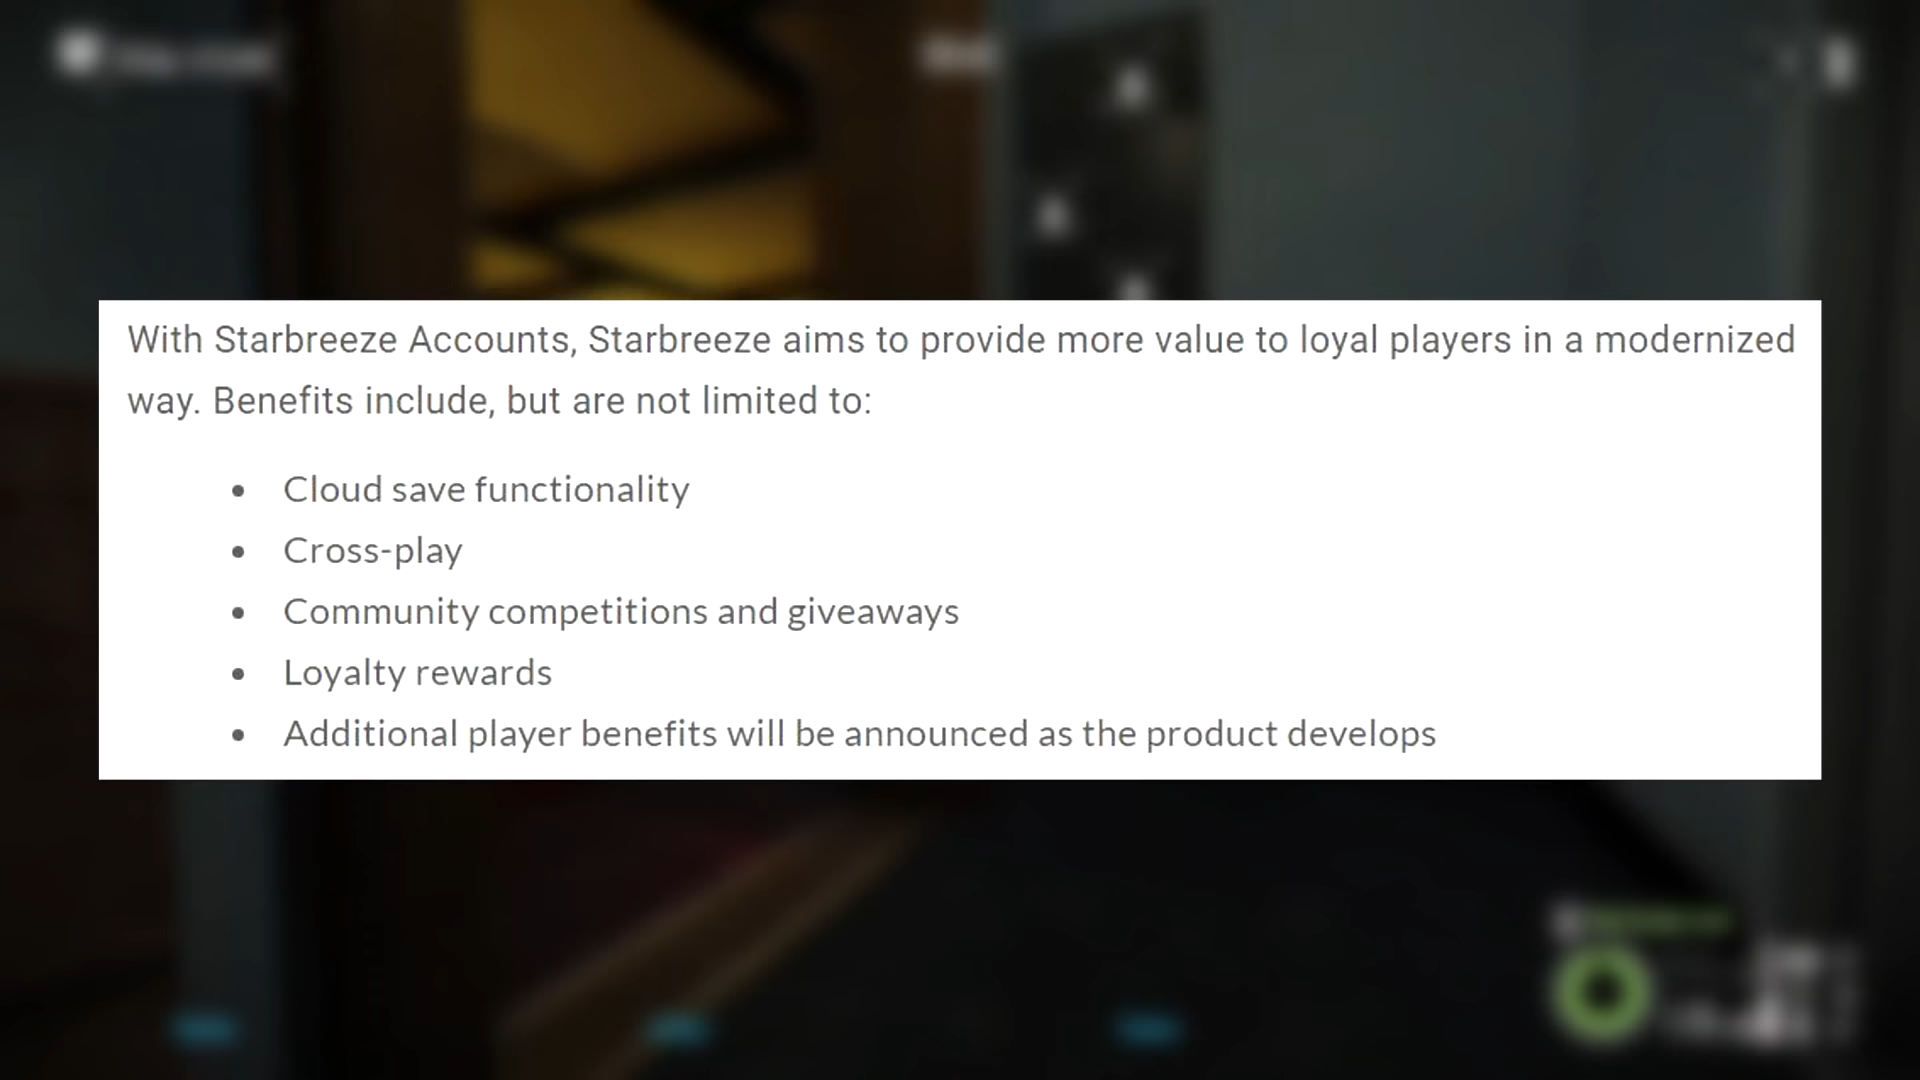 With Starbreeze Accounts, Starbreeze aims to provide more value to loyal players in a modernized
way. Benefits include, but are not limited to:
• Cloud save functionality
• Cross-play
• Community competitions and giveaways
• Loyalty rewards
• Additional player benefits will be announced as the product develops